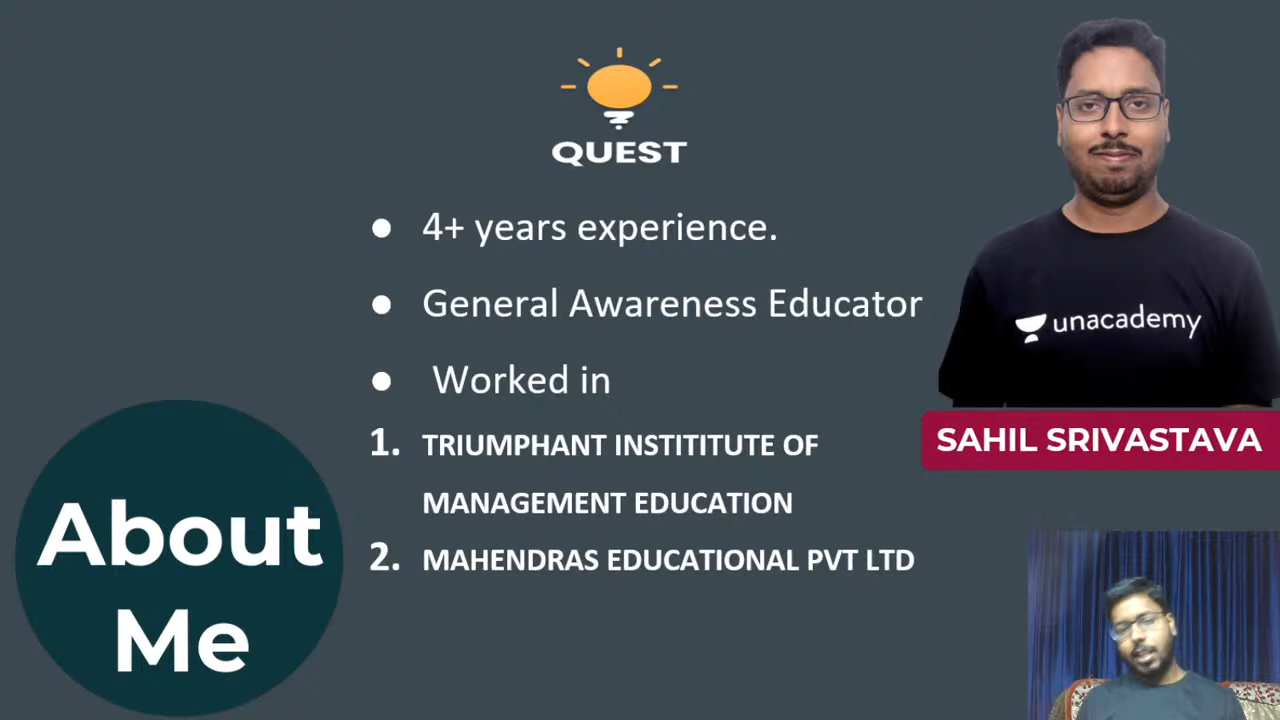 QUEST
● 4+ years experience.
● General Awareness Educator
● Worked in
1. TRIUMPHANT INSTITITUTE OF
MANAGEMENT EDUCATION
2. MAHENDRAS EDUCATIONAL PVT LTD
About
Me
unacademy
SAHIL SRIVASTAVA